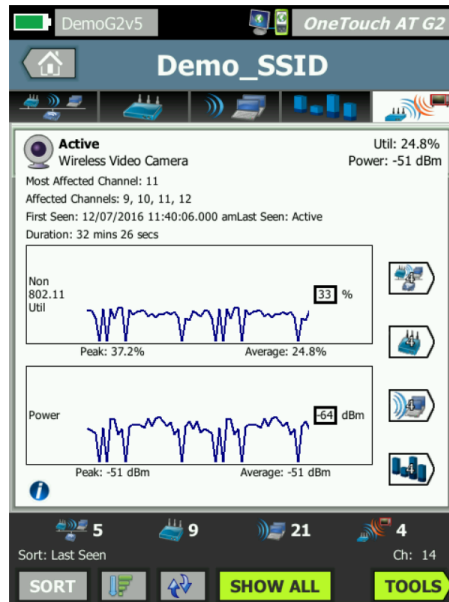 DemoG2v5
OneTouch AT G2
Demo_SSID
Active
Util: 24.8%
Wireless Video Camera
Power: -51 dBm
Most Affected Channel: 11
Affected Channels: 9, 10, 11, 12
First Seen: 12/07/2016 11:40:06.000 amLast Seen: Active
Duration: 32 mins 26 secs
Non
802.11
Util
33 %
Peak: 37.2%
Average: 24.8%
Power
-64 dBm
Peak: -51 dBm
Average: -51 dBm
5
9
21
4
Sort: Last Seen
Ch: 14
SORT
SHOW ALL
TOOLS